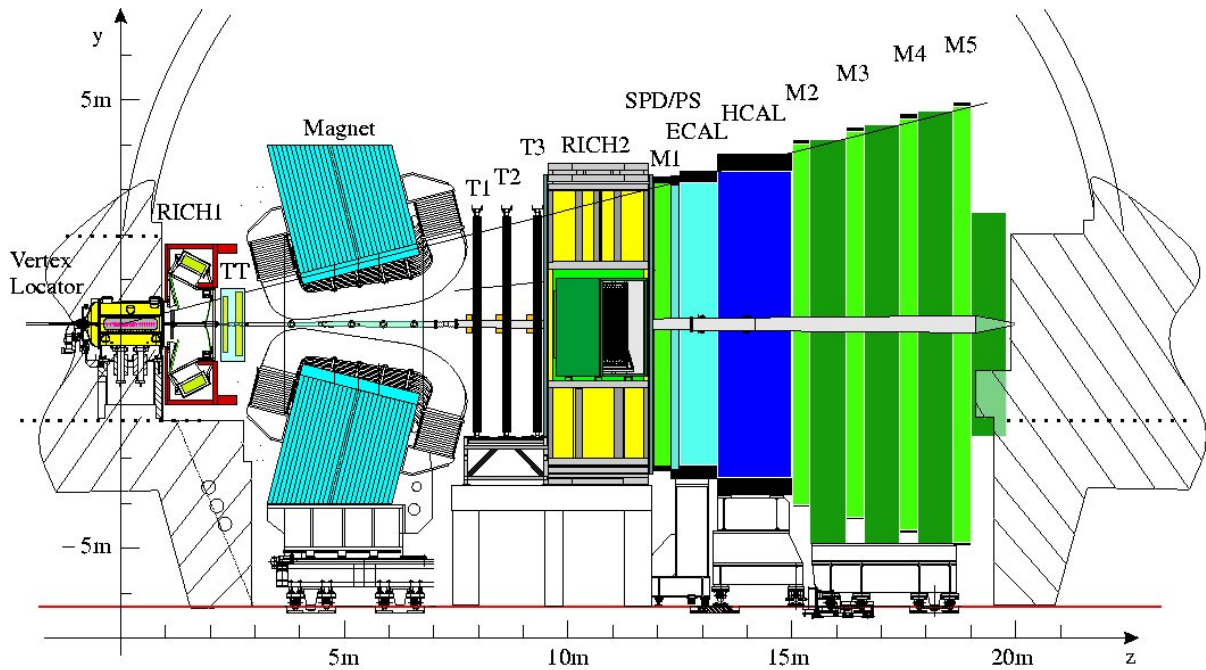 y
5m
M5
M4
M3
M2
SPD/PS
HCAL
ECAL
Magnet
T3
RICH2
M1
T2
T1
RICH1
TT
Vertex
Locator
−5m
5m
10m
15m
20m
z